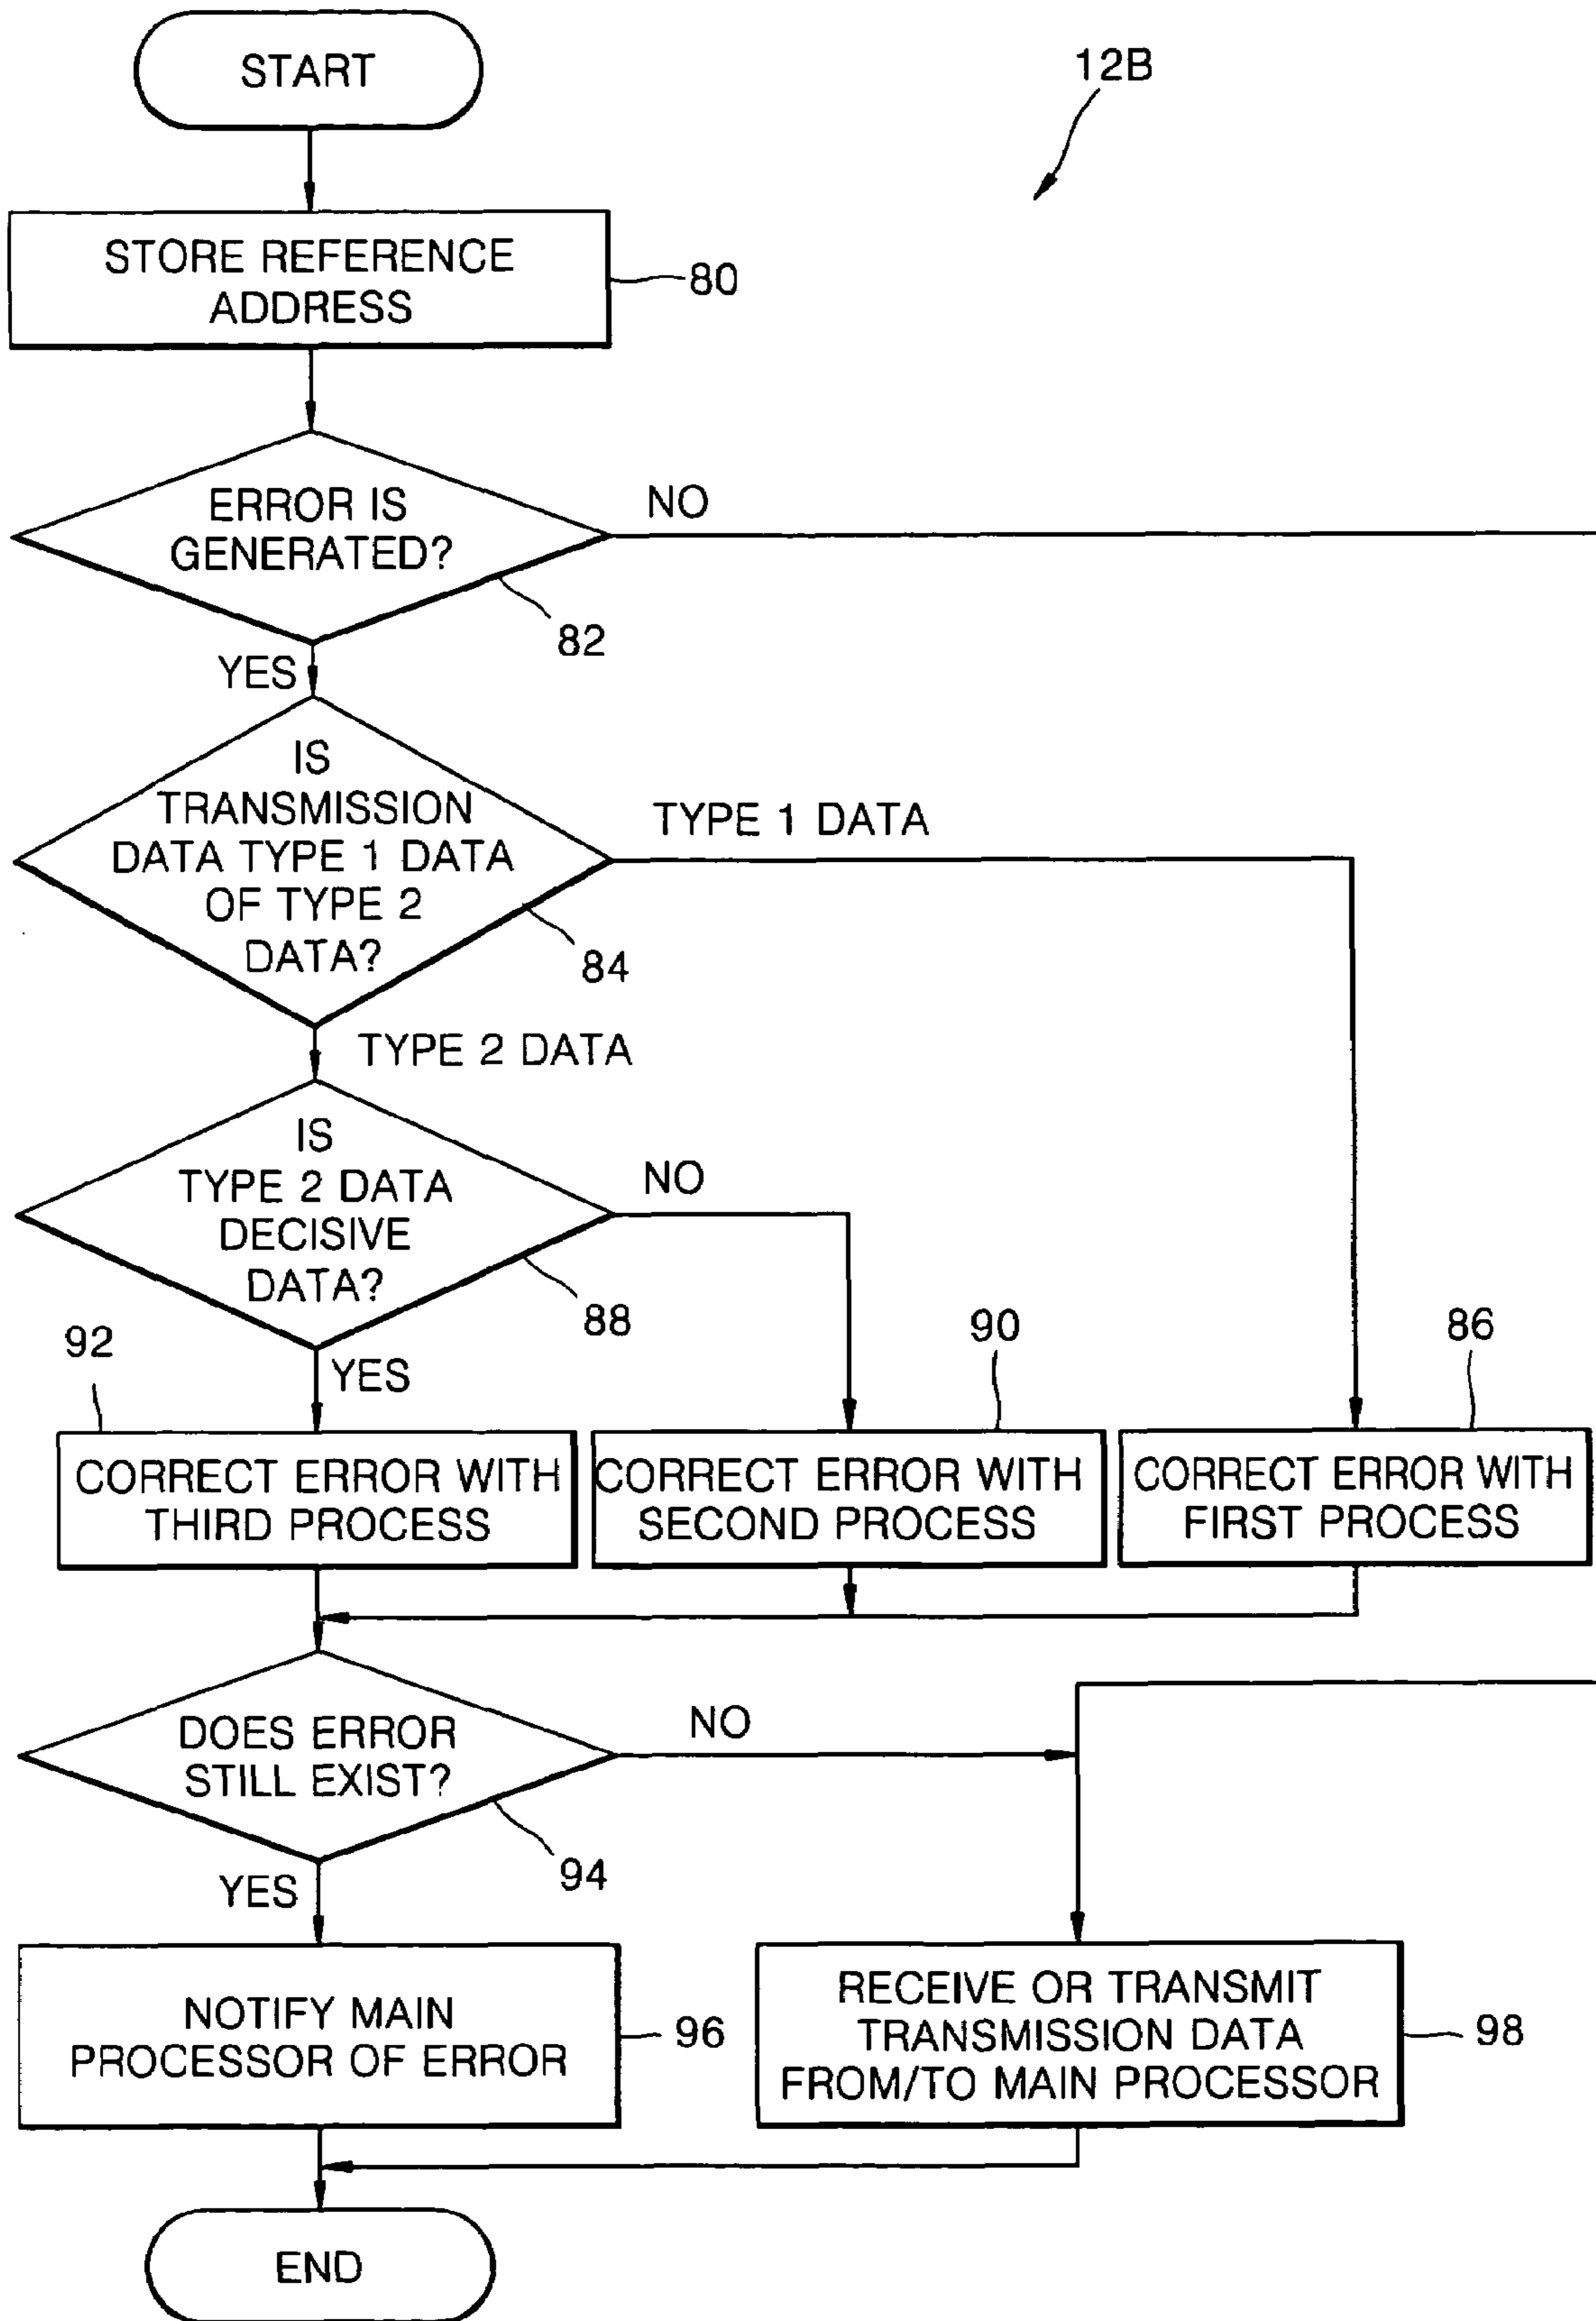 START
12B
STORE REFERENCE
ADDRESS
80
ERROR IS
GENERATED?
NO
82
YES
IS
TRANSMISSION
DATA TYPE 1 DATA
OF TYPE 2
DATA?
TYPE 1 DATA
84
TYPE 2 DATA
IS
TYPE 2 DATA
DECISIVE
DATA?
NO
88
YES
92
90
86
CORRECT ERROR WITH
THIRD PROCESS
CORRECT ERROR WITH
SECOND PROCESS
CORRECT ERROR WITH
FIRST PROCESS
DOES ERROR
STILL EXIST?
NO
94
YES
NOTIFY MAIN
PROCESSOR OF ERROR
96
RECEIVE OR TRANSMIT
TRANSMISSION DATA
FROM/TO MAIN PROCESSOR
98
END